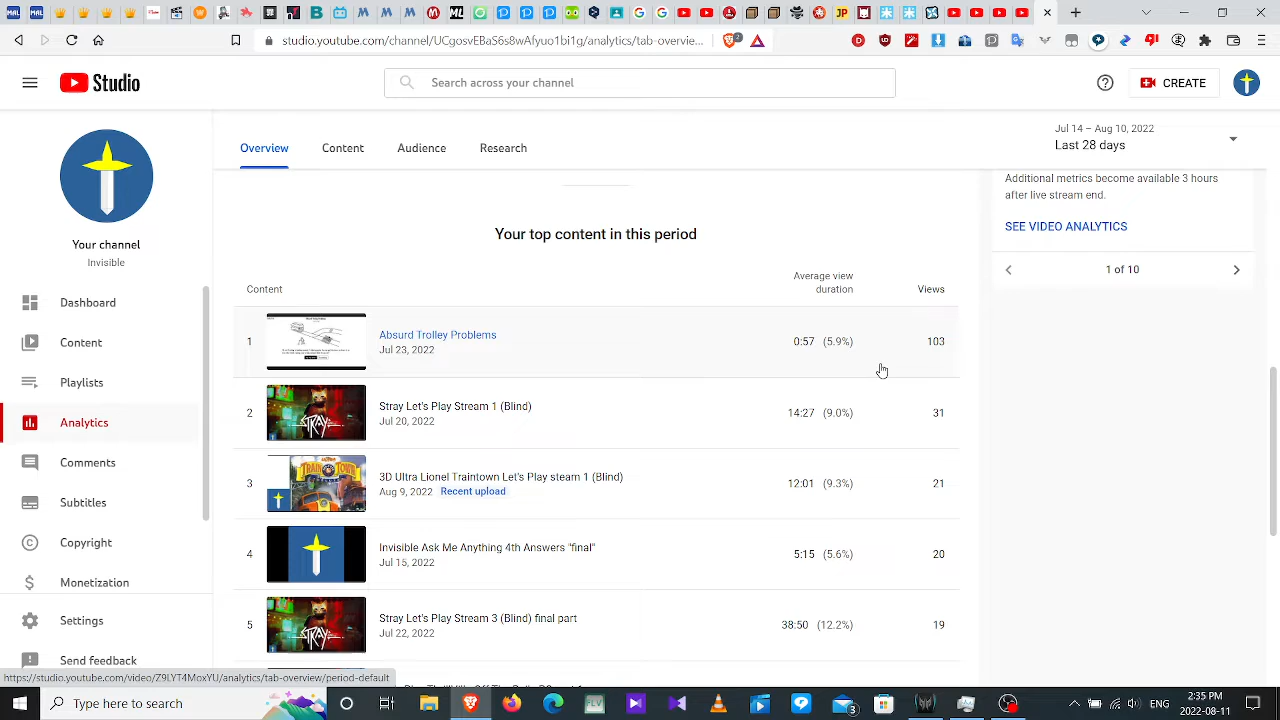 studio.youtube.com/channel/UCgosvEBaS6s8wAfyuo1bi1g/analytics/tab-overvie...
2
Studio
Search across your channel
CREATE
Your channel
Invisible
Dashboard
Content
Playlists
Analytics
Comments
Subtitles
Copyright
Monetization
Settings
Send feedback
Overview Content Audience Research
Jul 14 – Aug 10, 2022
Last 28 days
Additional metrics become available 3 hours
after live stream end.
SEE VIDEO ANALYTICS
1 of 10
Your top content in this period
Content Average view duration Views
1 Absurd Trolley Problems 0:57 (5.9%) 103
Jul 23, 2022
2 Stray Let's Play Stream 1 (Blind) 14:27 (9.0%) 31
Jul 20, 2022
3 3D Ultra Lionel Traintown Let's Play steam 1 (Blind) 12:01 (9.3%) 21
Aug 9, 2022 Recent upload
4 Invisible Ask Me Anything 4th Answers "final" 5:15 (5.6%) 20
Jul 15, 2022
5 Stray Let's Play Stream 3 (Blind) final part 38:50 (12.2%) 19
Jul 22, 2022
STRAY
TRAIN TOWN
STRAY
https://studio.youtube.com/video/Z9LYT4MoxYU/analytics/tab-overview/period-default
Type here to search
FLV
3
ENG
2:35 PM
2022-08-11